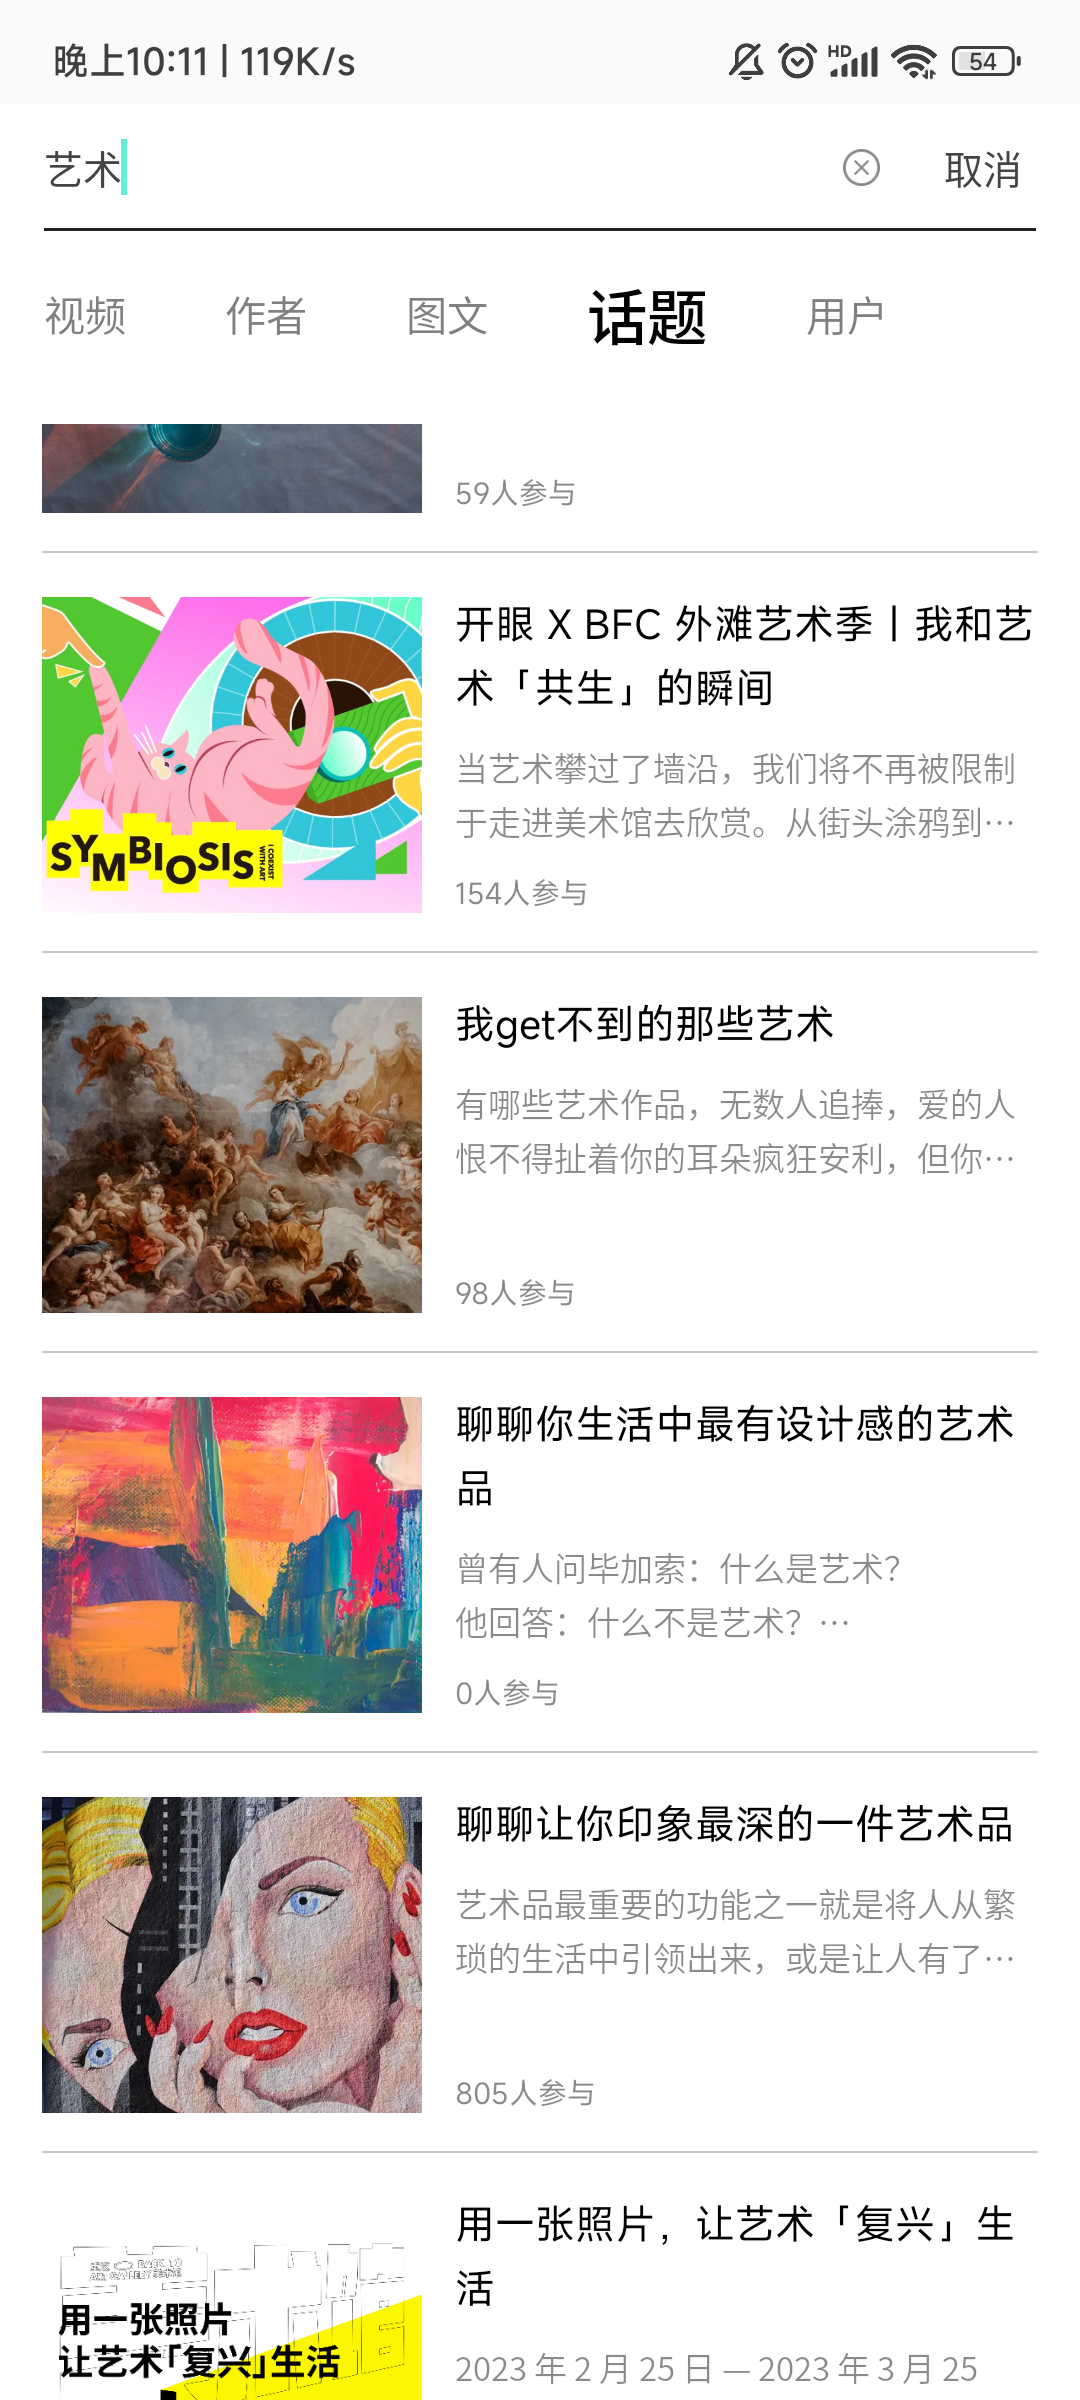 晚上10:11 | 119K/s
HD
54
艺术
取消
视频
作者
图文
话题
用户
59人参与
开眼 X BFC 外滩艺术季丨我和艺
术「共生」的瞬间
当艺术攀过了墙沿，我们将不再被限制
于走进美术馆去欣赏。从街头涂鸦到…
154人参与
SYMBIOSIS
I COEXIST
WITH ART
我get不到的那些艺术
有哪些艺术作品，无数人追捧，爱的人
恨不得扯着你的耳朵疯狂安利，但你…
98人参与
聊聊你生活中最有设计感的艺术
品
曾有人问毕加索：什么是艺术？
他回答：什么不是艺术？…
0人参与
聊聊让你印象最深的一件艺术品
艺术品最重要的功能之一就是将人从繁
琐的生活中引领出来，或是让人有了…
805人参与
用一张照片，让艺术「复兴」生
活
2023 年 2 月 25 日 — 2023 年 3 月 25
BACK TO
用一张照片
让艺术「复兴」生活